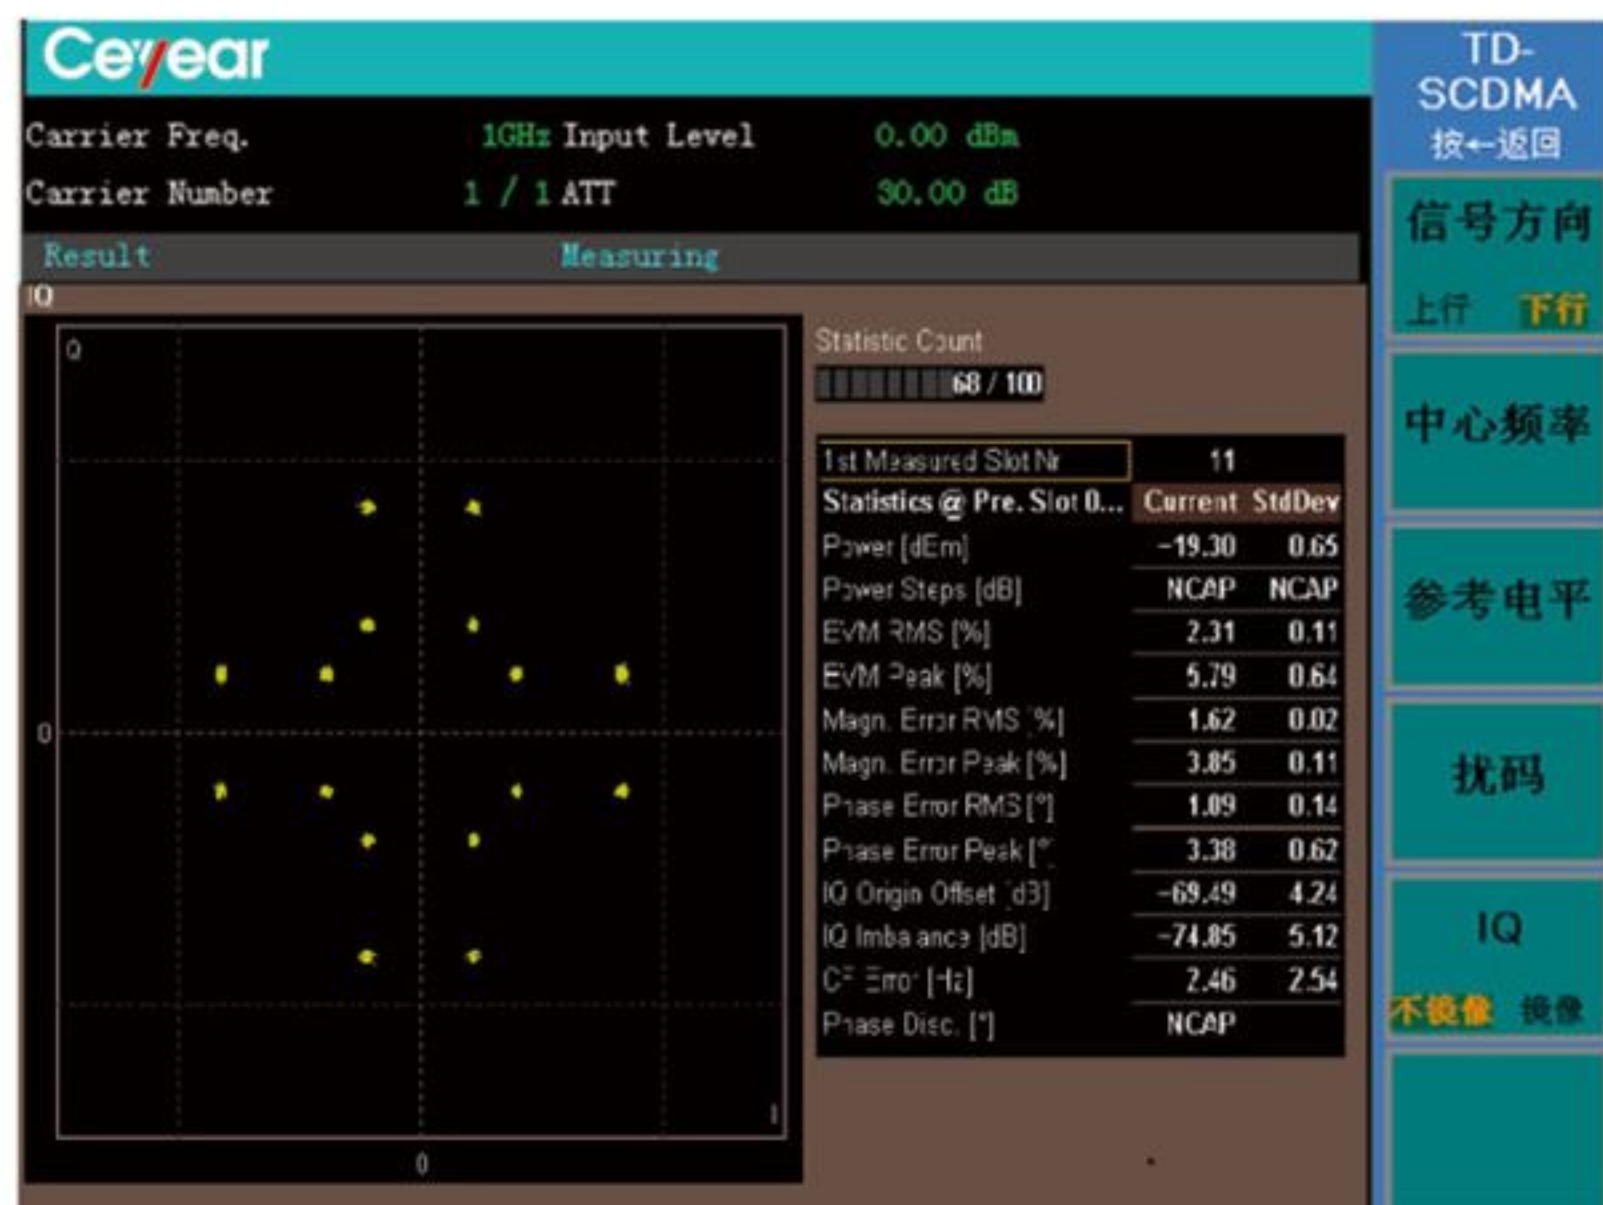 Ceyear
Carrier Freq. 1GHz Input Level 0.00 dBm
Carrier Number 1 / 1 ATT 30.00 dB
Result Measuring
IQ
Q
0
I
0
Statistic Count
68 / 100
1st Measured Slot Nr 11
Statistics @ Pre. Slot 0... Current StdDev
Power [dBm] -19.30 0.65
Power Steps [dB] NCAP NCAP
EVM RMS [%] 2.31 0.11
EVM Peak [%] 5.79 0.64
Magn. Error RMS [%] 1.62 0.02
Magn. Error Peak [%] 3.85 0.11
Phase Error RMS [°] 1.09 0.14
Phase Error Peak [°] 3.38 0.62
IQ Origin Offset [dB] -69.49 4.24
IQ Imbalance [dB] -74.85 5.12
CF Error [Hz] 2.46 2.54
Phase Disc. [°] NCAP
TD-
SCDMA
按←返回
信号方向
上行 下行
中心频率
参考电平
扰码
IQ
不镜像 镜像